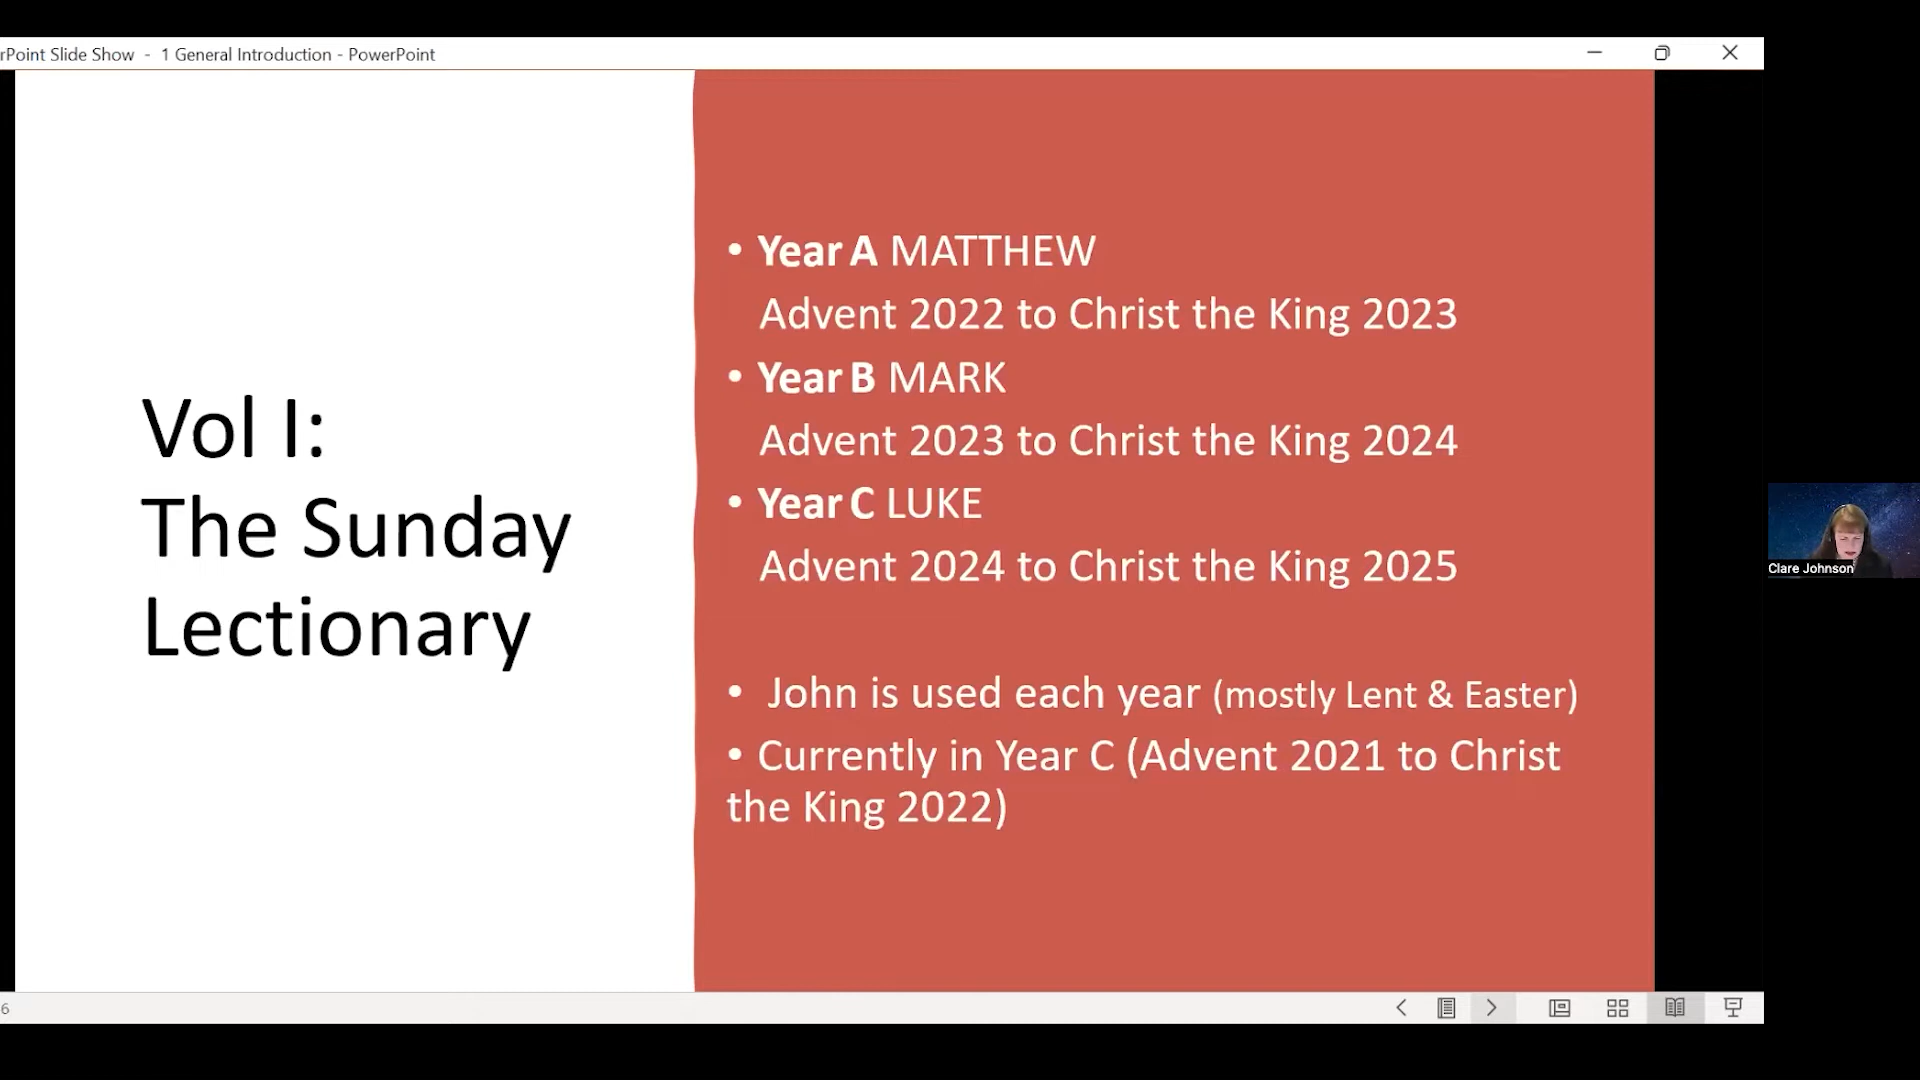 rPoint Slide Show - 1 General Introduction - PowerPoint
Vol I:
The Sunday
Lectionary
• Year A MATTHEW
Advent 2022 to Christ the King 2023
• Year B MARK
Advent 2023 to Christ the King 2024
• Year C LUKE
Advent 2024 to Christ the King 2025
• John is used each year (mostly Lent & Easter)
• Currently in Year C (Advent 2021 to Christ
the King 2022)
Clare Johnson
6